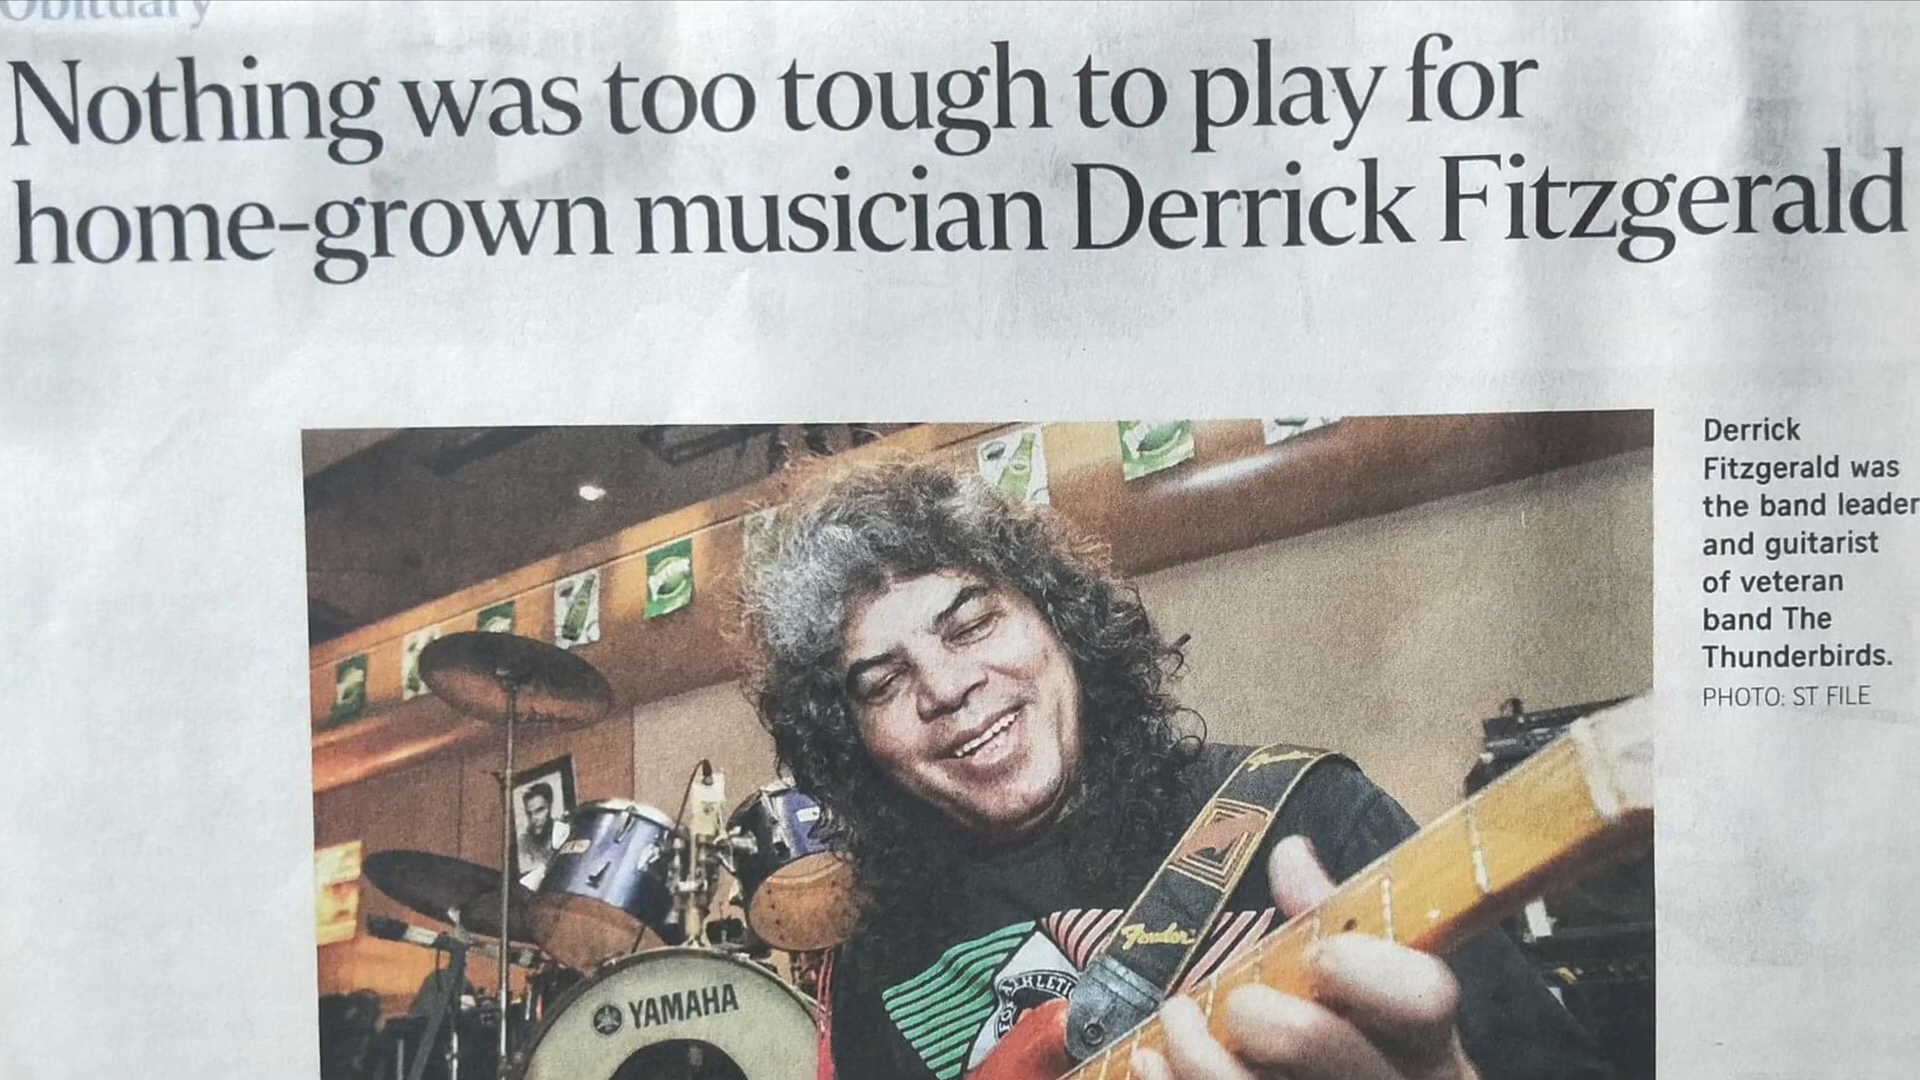 Obituary
Nothing was too tough to play for
home-grown musician Derrick Fitzgerald
Derrick
Fitzgerald was
the band leader
and guitarist
of veteran
band The
Thunderbirds.
PHOTO: ST FILE
Fender
YAMAHA